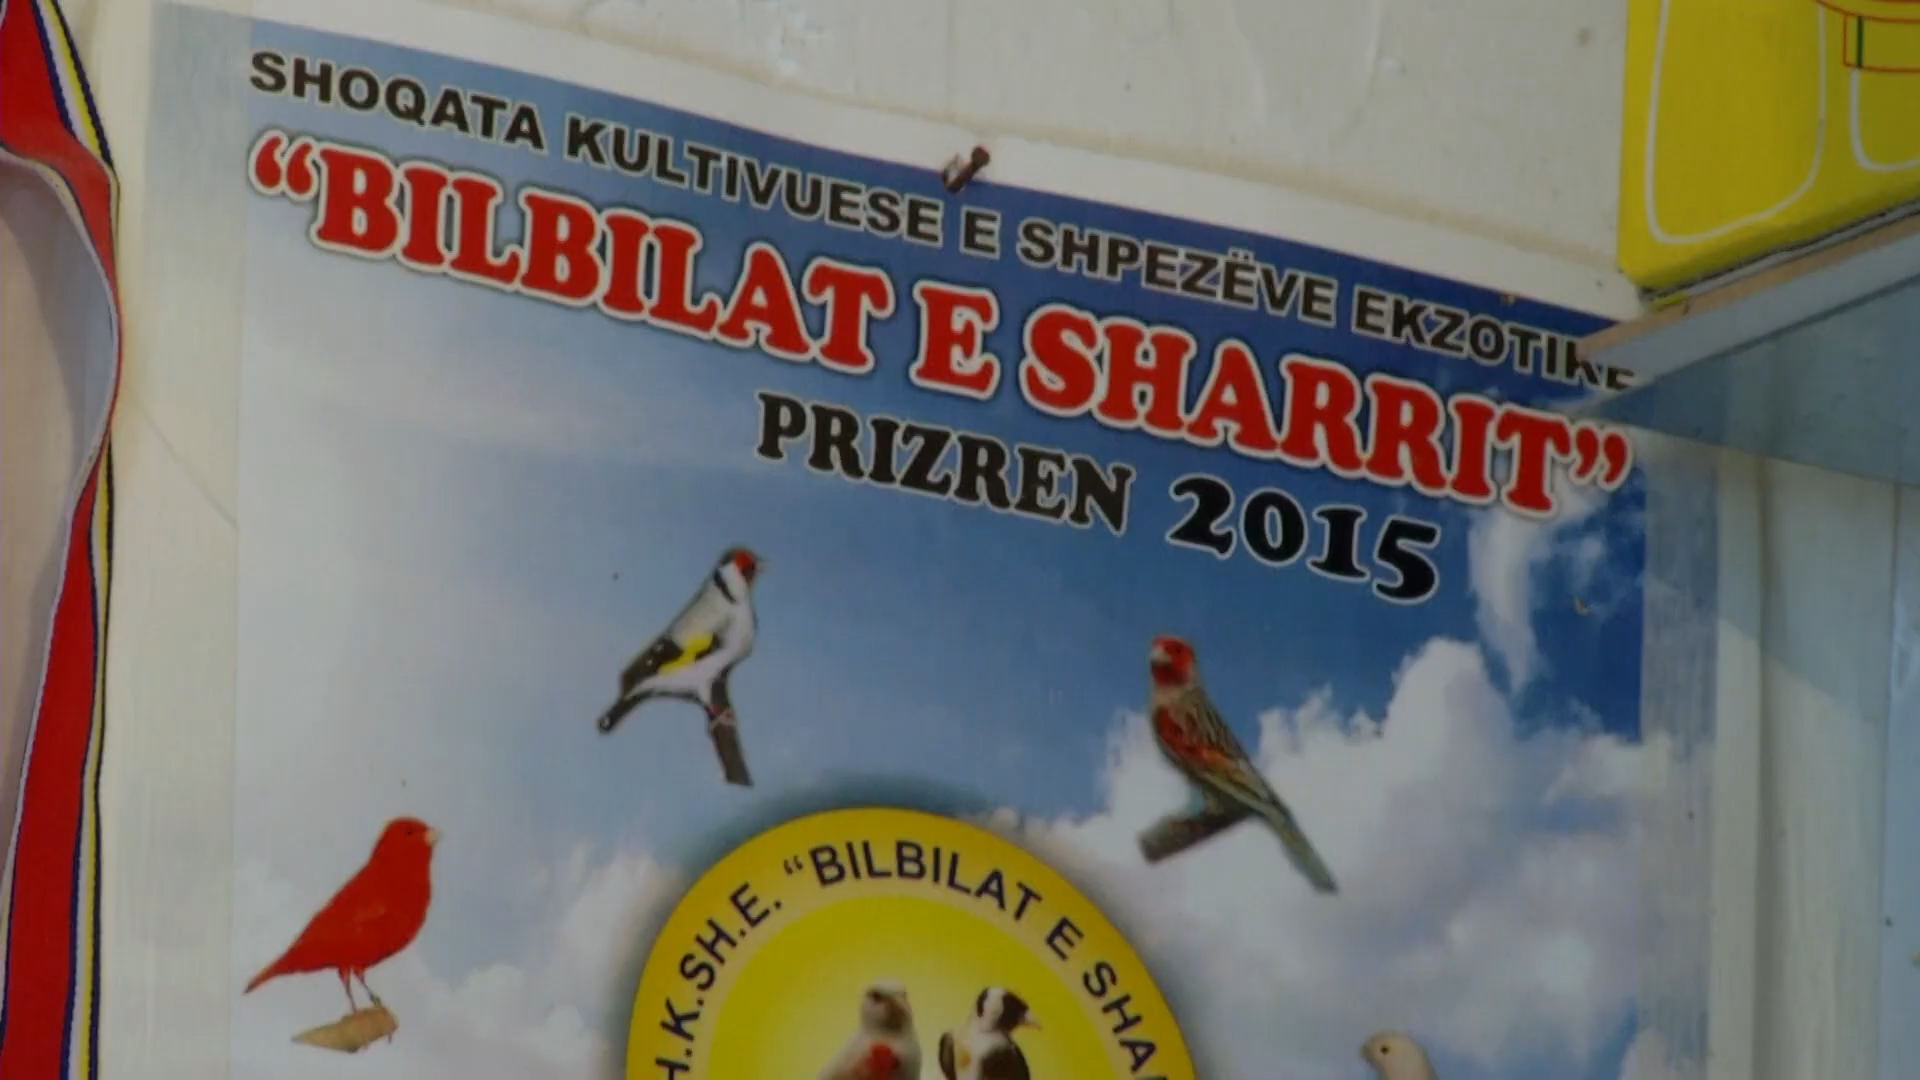 SHOQATA KULTIVUESE E SHPEZËVE EKZOTIKE
“BILBILAT E SHARRIT”
PRIZREN 2015
H.K.SH.E. “BILBILAT E SHA